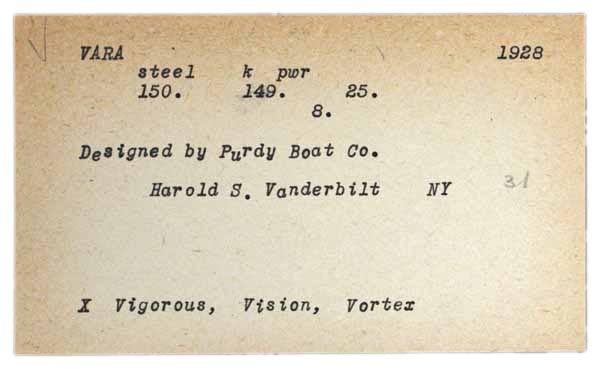 VARA 1928
steel k pwr
150. 149. 25.
8.
Designed by Purdy Boat Co.
Harold S. Vanderbilt NY 31
X Vigorous, Vision, Vortex